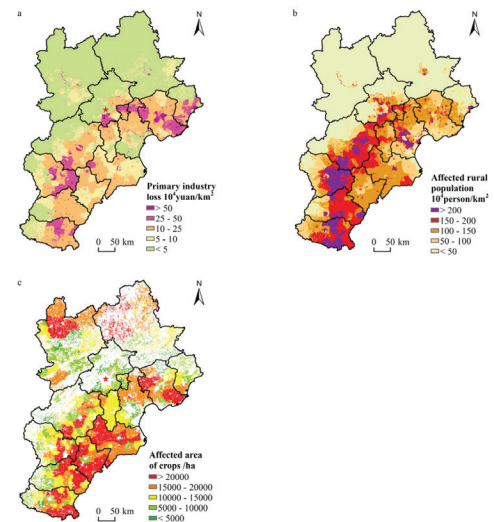 a
N
Primary industry
loss 10⁴yuan/km²
> 50
25 - 50
10 - 25
5 - 10
< 5
0 50 km
b
N
Affected rural
population
10⁴person/km²
> 200
150 - 200
100 - 150
50 - 100
< 50
0 50 km
c
N
Affected area
of crops /ha
> 20000
15000 - 20000
10000 - 15000
5000 - 10000
< 5000
0 50 km